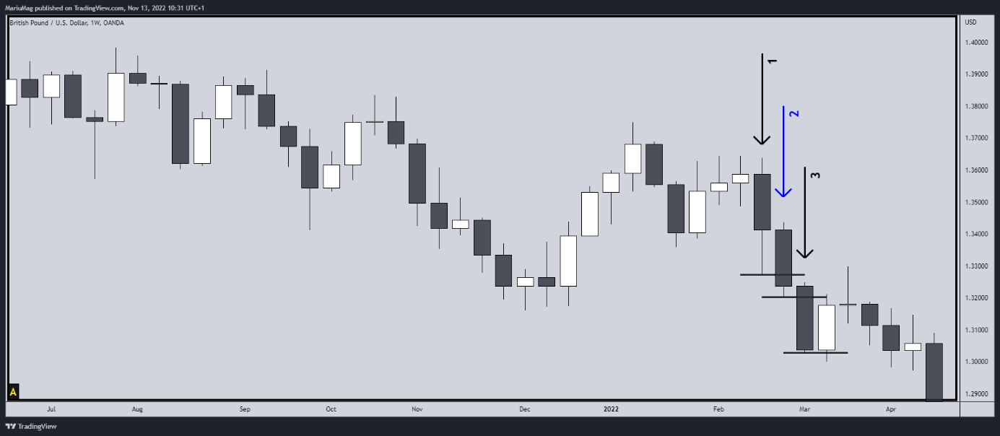 MariuMag published on TradingView.com, Nov 13, 2022 10:31 UTC+1
British Pound / U.S. Dollar, 1W, OANDA
USD
1.40000
1.39000
1.38000
1.37000
1.36000
1.35000
1.34000
1.33000
1.32000
1.31000
1.30000
1.29000
1
2
3
A
Jul Aug Sep Oct Nov Dec 2022 Feb Mar Apr
TradingView